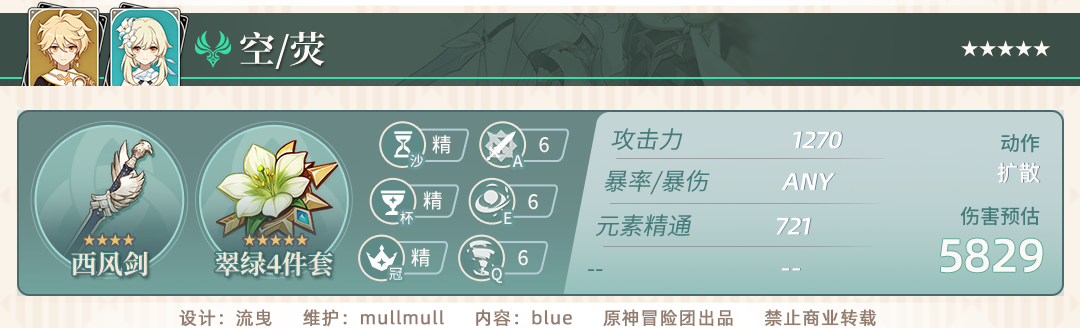 空/荧
★★★★★
西风剑
翠绿4件套
沙 精
A 6
杯 精
E 6
冠 精
Q 6
攻击力 1270
暴率/暴伤 ANY
元素精通 721
-- --
动作
扩散
伤害预估
5829
设计：流曳 维护：mullmull 内容：blue 原神冒险团出品 禁止商业转载